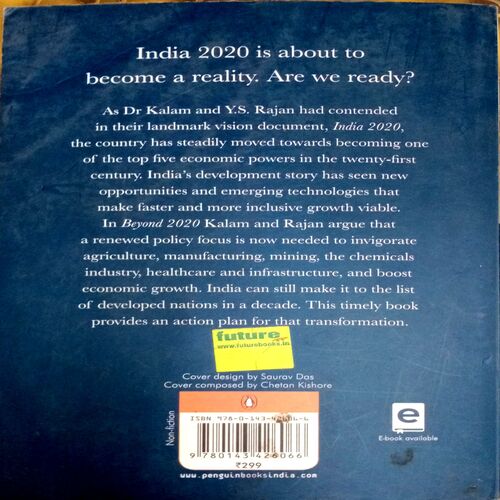 India 2020 is about to
become a reality. Are we ready?
As Dr Kalam and Y.S. Rajan had contended
in their landmark vision document, India 2020,
the country has steadily moved towards becoming one
of the top five economic powers in the twenty-first
century. India's development story has seen new
opportunities and emerging technologies that
make faster and more inclusive growth viable.
In Beyond 2020 Kalam and Rajan argue that
a renewed policy focus is now needed to invigorate
agriculture, manufacturing, mining, the chemicals
industry, healthcare and infrastructure, and boost
economic growth. India can still make it to the list
of developed nations in a decade. This timely book
provides an action plan for that transformation.
future
www.futurebooks.in
Cover design by Saurav Das
Cover composed by Chetan Kishore
Non-fiction
ISBN 978-0-143-
9 780143 426066
₹299
www.penguinbooksindia.com
e
E-book available